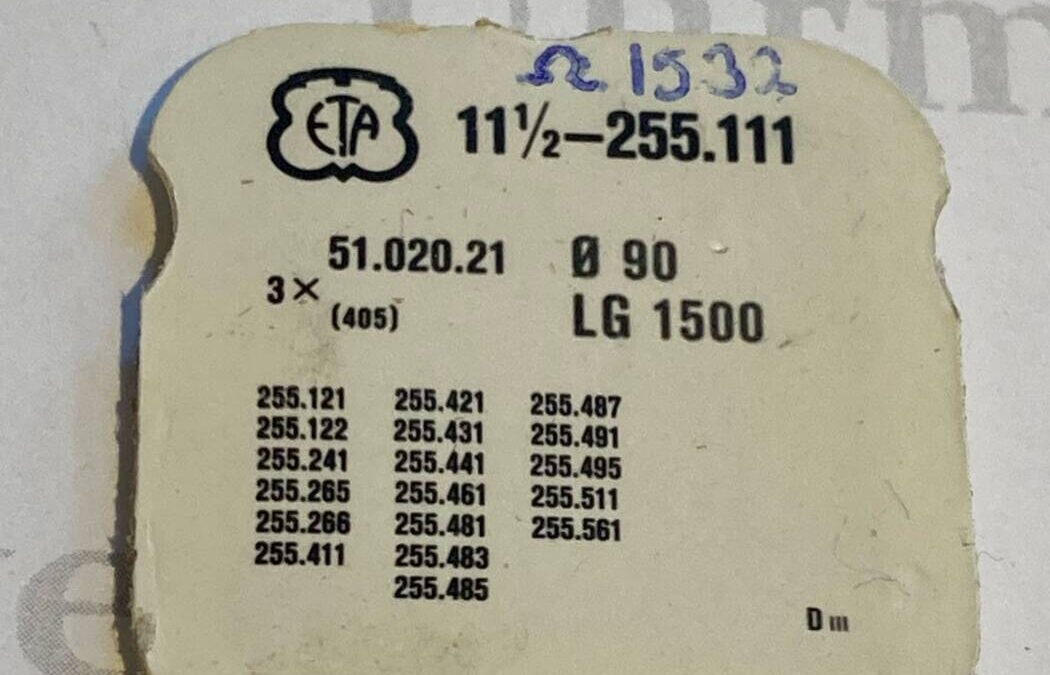 Ω 1532
ETA 11½–255.111
51.020.21 Ø 90
3× (405) LG 1500
255.121 255.421 255.487
255.122 255.431 255.491
255.241 255.441 255.495
255.265 255.461 255.511
255.266 255.481 255.561
255.411 255.483
255.485
D III